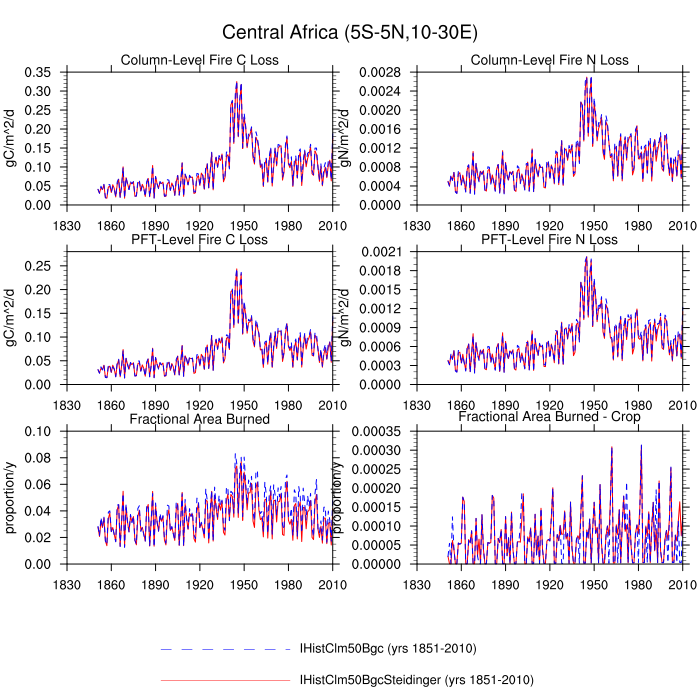 Central Africa (5S-5N,10-30E)
Column-Level Fire C Loss
Column-Level Fire N Loss
gC/m^2/d
0.35
0.30
0.25
0.20
0.15
0.10
0.05
0.00
1830 1860 1890 1920 1950 1980 2010
gN/m^2/d
0.0028
0.0024
0.0020
0.0016
0.0012
0.0008
0.0004
0.0000
1830 1860 1890 1920 1950 1980 2010
PFT-Level Fire C Loss
PFT-Level Fire N Loss
gC/m^2/d
0.25
0.20
0.15
0.10
0.05
0.00
1830 1860 1890 1920 1950 1980 2010
gN/m^2/d
0.0021
0.0018
0.0015
0.0012
0.0009
0.0006
0.0003
0.0000
1830 1860 1890 1920 1950 1980 2010
Fractional Area Burned
Fractional Area Burned - Crop
proportion/y
0.10
0.08
0.06
0.04
0.02
0.00
1830 1860 1890 1920 1950 1980 2010
proportion/y
0.00035
0.00030
0.00025
0.00020
0.00015
0.00010
0.00005
0.00000
1830 1860 1890 1920 1950 1980 2010
IHistClm50Bgc (yrs 1851-2010)
IHistClm50BgcSteidinger (yrs 1851-2010)